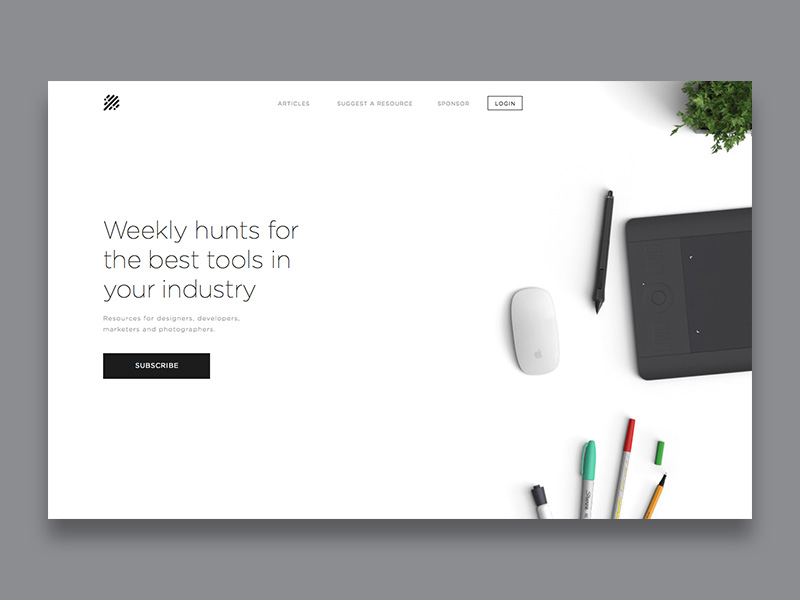 ARTICLES SUGGEST A RESOURCE SPONSOR LOGIN
Weekly hunts for
the best tools in
your industry
Resources for designers, developers,
marketers and photographers.
SUBSCRIBE
Sharpie